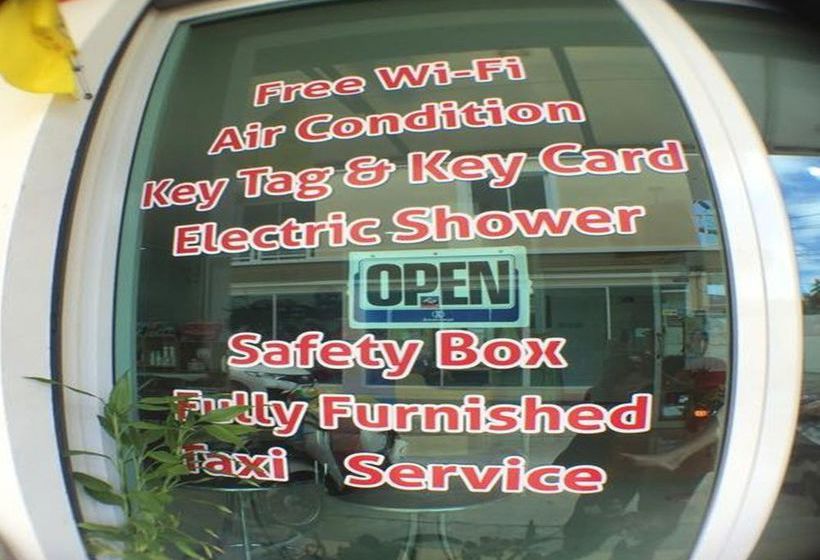 Free Wi-Fi
Air Condition
Key Tag & Key Card
Electric Shower
OPEN
Safety Box
Fully Furnished
Taxi Service